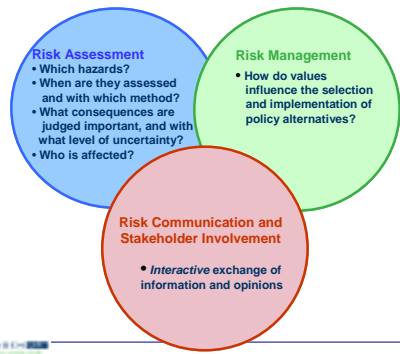 Risk Assessment
• Which hazards?
• When are they assessed
and with which method?
• What consequences are
judged important, and with
what level of uncertainty?
• Who is affected?
Risk Management
• How do values
influence the selection
and implementation of
policy alternatives?
Risk Communication and
Stakeholder Involvement
• Interactive exchange of
information and opinions